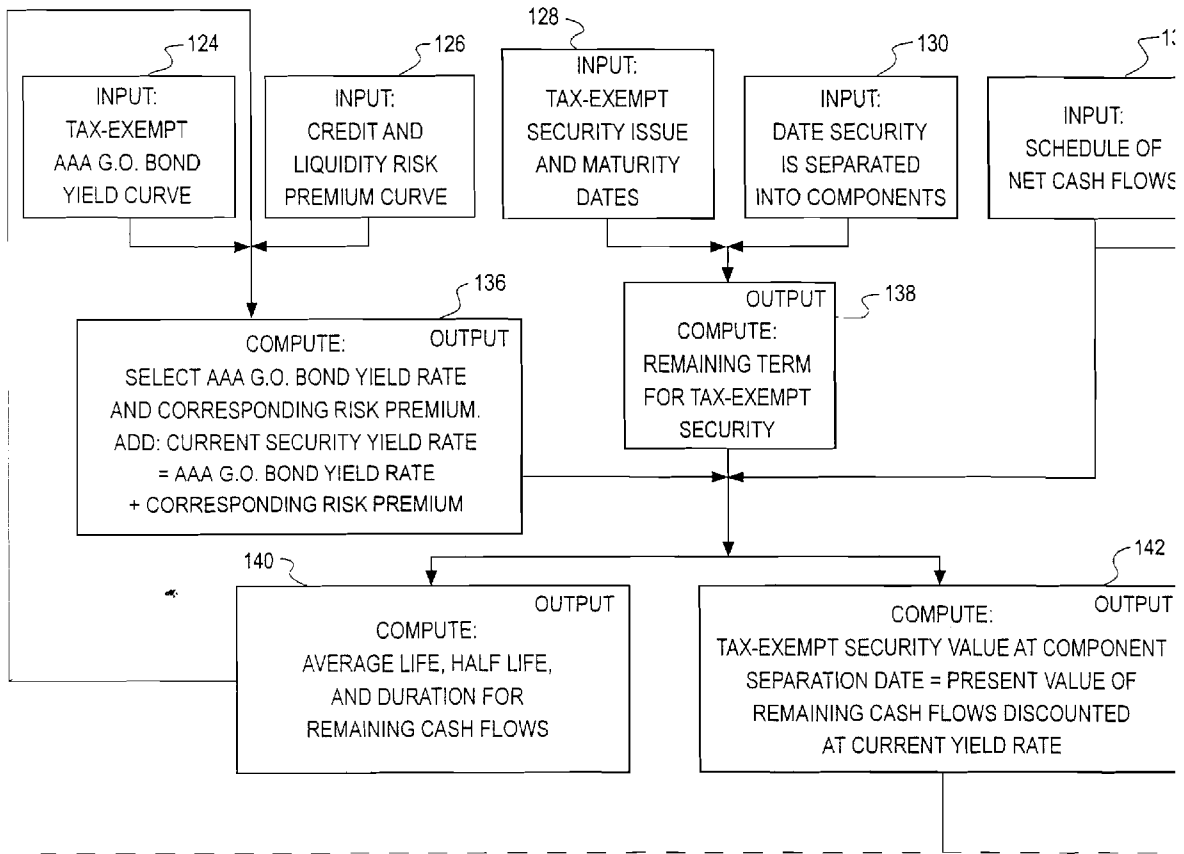 124
INPUT:
TAX-EXEMPT
AAA G.O. BOND
YIELD CURVE
126
INPUT:
CREDIT AND
LIQUIDITY RISK
PREMIUM CURVE
128
INPUT:
TAX-EXEMPT
SECURITY ISSUE
AND MATURITY
DATES
130
INPUT:
DATE SECURITY
IS SEPARATED
INTO COMPONENTS
INPUT:
SCHEDULE OF
NET CASH FLOWS
136
OUTPUT
COMPUTE:
SELECT AAA G.O. BOND YIELD RATE
AND CORRESPONDING RISK PREMIUM.
ADD: CURRENT SECURITY YIELD RATE
= AAA G.O. BOND YIELD RATE
+ CORRESPONDING RISK PREMIUM
138
OUTPUT
COMPUTE:
REMAINING TERM
FOR TAX-EXEMPT
SECURITY
140
OUTPUT
COMPUTE:
AVERAGE LIFE, HALF LIFE,
AND DURATION FOR
REMAINING CASH FLOWS
142
OUTPUT
COMPUTE:
TAX-EXEMPT SECURITY VALUE AT COMPONENT
SEPARATION DATE = PRESENT VALUE OF
REMAINING CASH FLOWS DISCOUNTED
AT CURRENT YIELD RATE